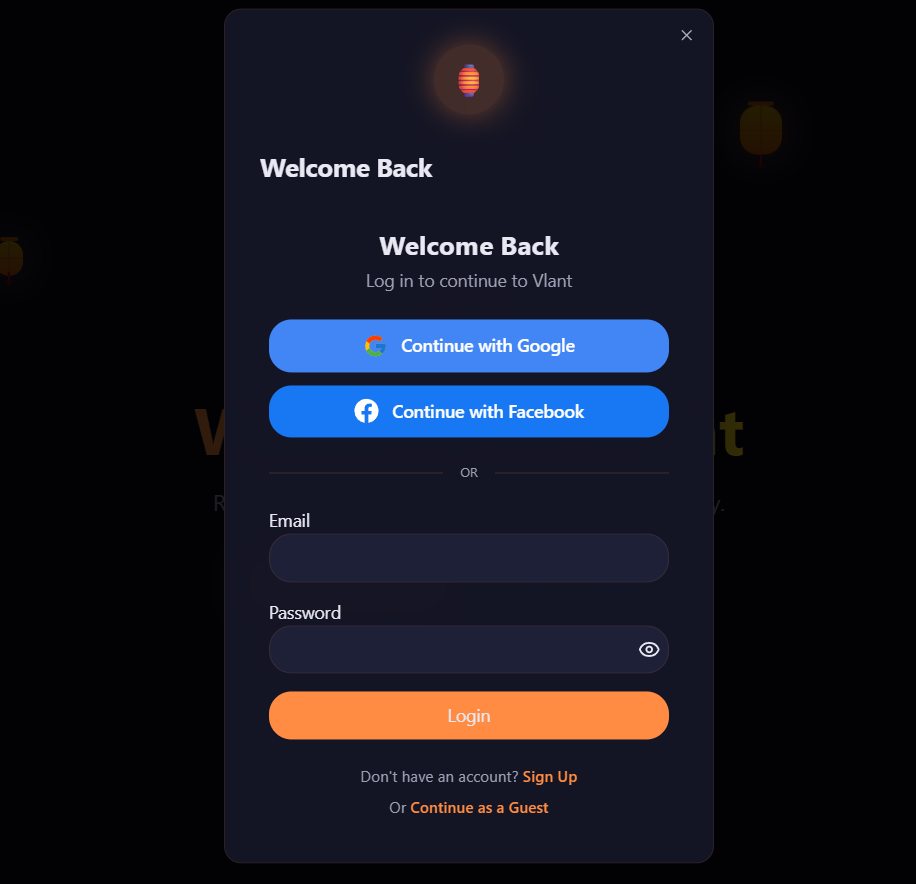 Welcome Back
Welcome Back
Log in to continue to Vlant
Continue with Google
Continue with Facebook
OR
Email
Password
Login
Don't have an account? Sign Up
Or Continue as a Guest